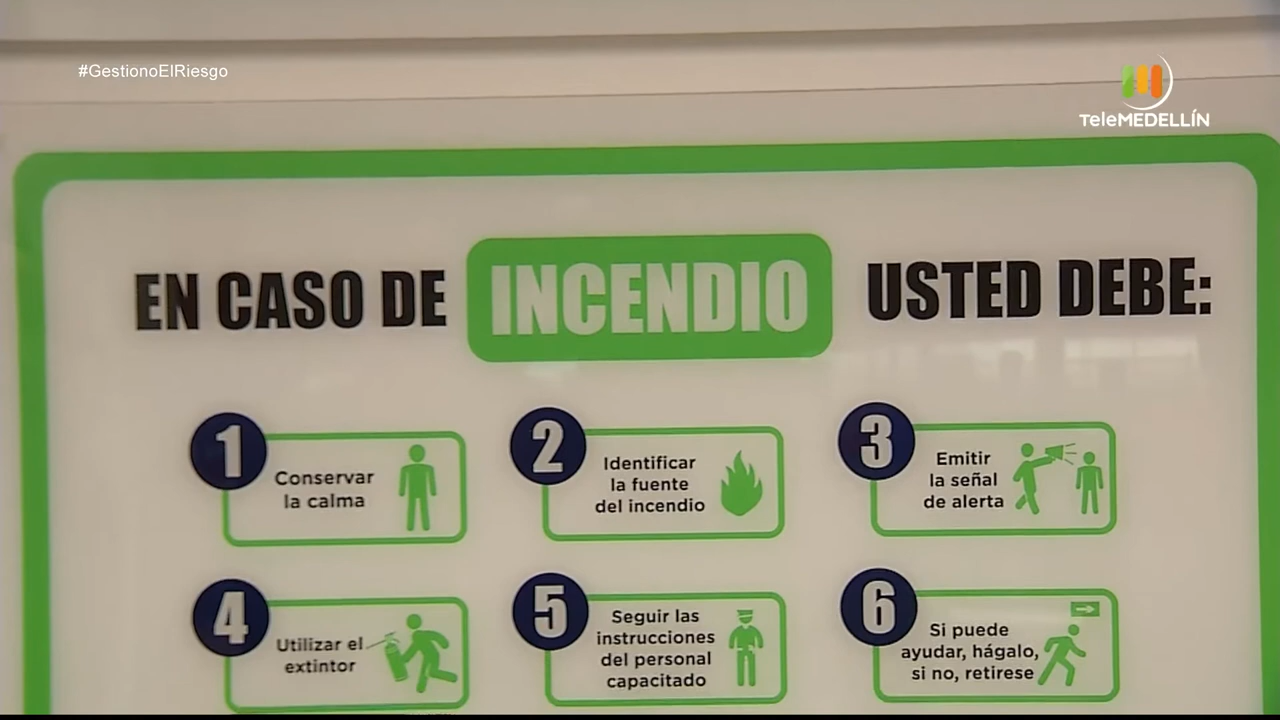 #GestionoElRiesgo
TeleMEDELLÍN
EN CASO DE INCENDIO USTED DEBE:
1
Conservar
la calma
2
Identificar
la fuente
del incendio
3
Emitir
la señal
de alerta
4
Utilizar el
extintor
5
Seguir las
instrucciones
del personal
capacitado
6
Si puede
ayudar, hágalo,
si no, retirese